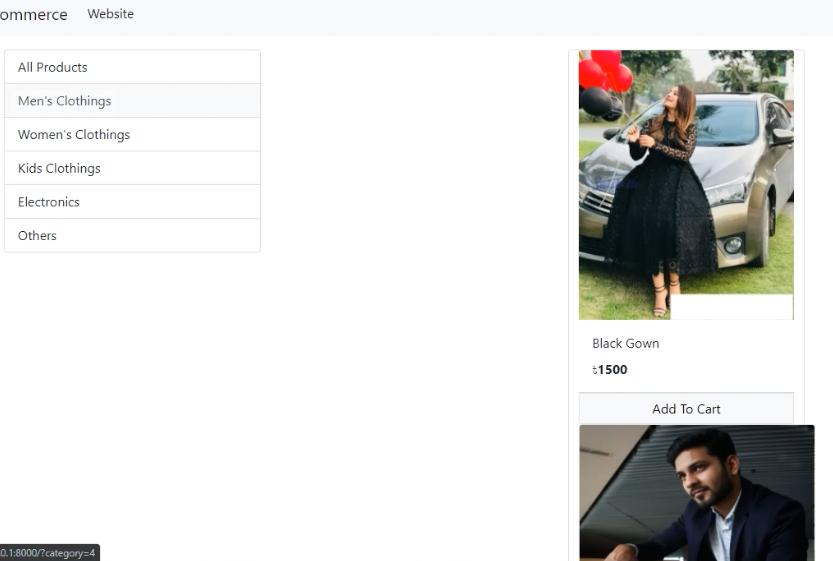 ommerce Website
All Products
Men's Clothings
Women's Clothings
Kids Clothings
Electronics
Others
Black Gown
৳1500
Add To Cart
0.1:8000/?category=4